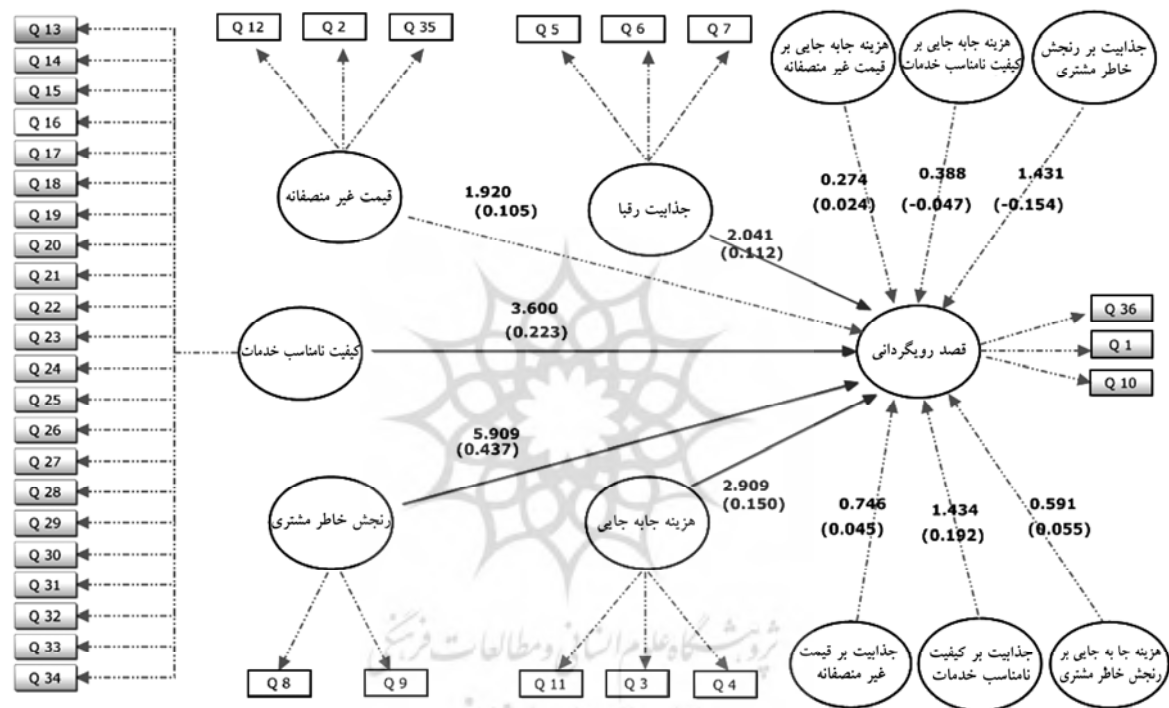 Q 13
Q 14
Q 15
Q 16
Q 17
Q 18
Q 19
Q 20
Q 21
Q 22
Q 23
Q 24
Q 25
Q 26
Q 27
Q 28
Q 29
Q 30
Q 31
Q 32
Q 33
Q 34
Q 12
Q 2
Q 35
Q 5
Q 6
Q 7
هزینه جابه جایی بر
قیمت غیر منصفانه
هزینه جابه جایی بر
کیفیت نامناسب خدمات
جذابیت بر رنجش
خاطر مشتری
قیمت غیر منصفانه
جذابیت رقبا
1.920
(0.105)
2.041
(0.112)
0.274
(0.024)
0.388
(-0.047)
1.431
(-0.154)
کیفیت نامناسب خدمات
3.600
(0.223)
قصد رویگردانی
Q 36
Q 1
Q 10
5.909
(0.437)
رنجش خاطر مشتری
هزینه جابه جایی
2.909
(0.150)
0.746
(0.045)
1.434
(0.192)
0.591
(0.055)
Q 8
Q 9
Q 11
Q 3
Q 4
جذابیت بر قیمت
غیر منصفانه
جذابیت بر کیفیت
نامناسب خدمات
هزینه جا به جایی بر
رنجش خاطر مشتری
پژوهشگاه علوم انسانی و مطالعات فرهنگی